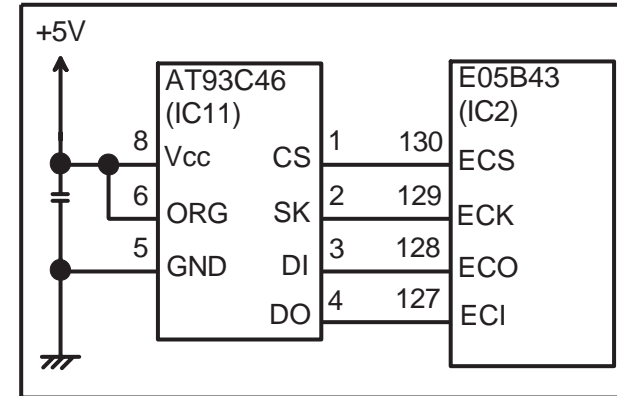 +5V
AT93C46
(IC11)
E05B43
(IC2)
8 Vcc CS 1 130 ECS
6 ORG SK 2 129 ECK
5 GND DI 3 128 ECO
DO 4 127 ECI